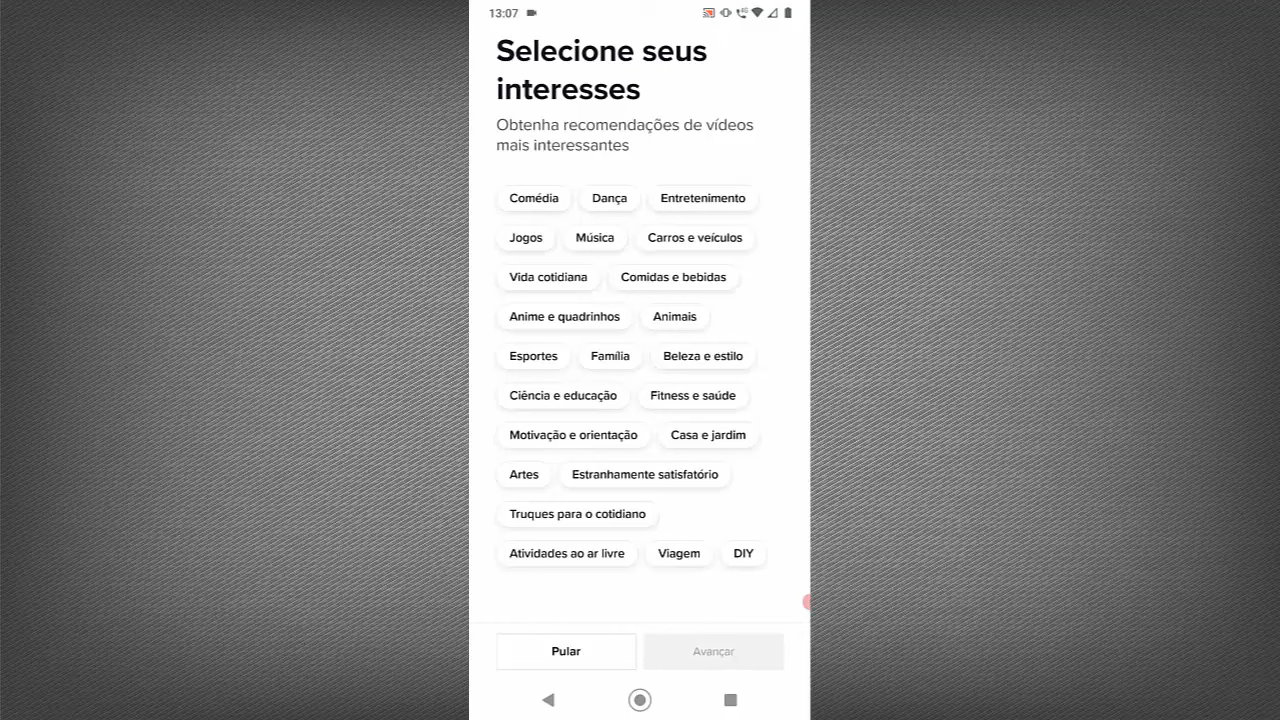 13:07
Selecione seus
interesses
Obtenha recomendações de vídeos
mais interessantes
Comédia Dança Entretenimento
Jogos Música Carros e veículos
Vida cotidiana Comidas e bebidas
Anime e quadrinhos Animais
Esportes Família Beleza e estilo
Ciência e educação Fitness e saúde
Motivação e orientação Casa e jardim
Artes Estranhamente satisfatório
Truques para o cotidiano
Atividades ao ar livre Viagem DIY
Pular Avançar